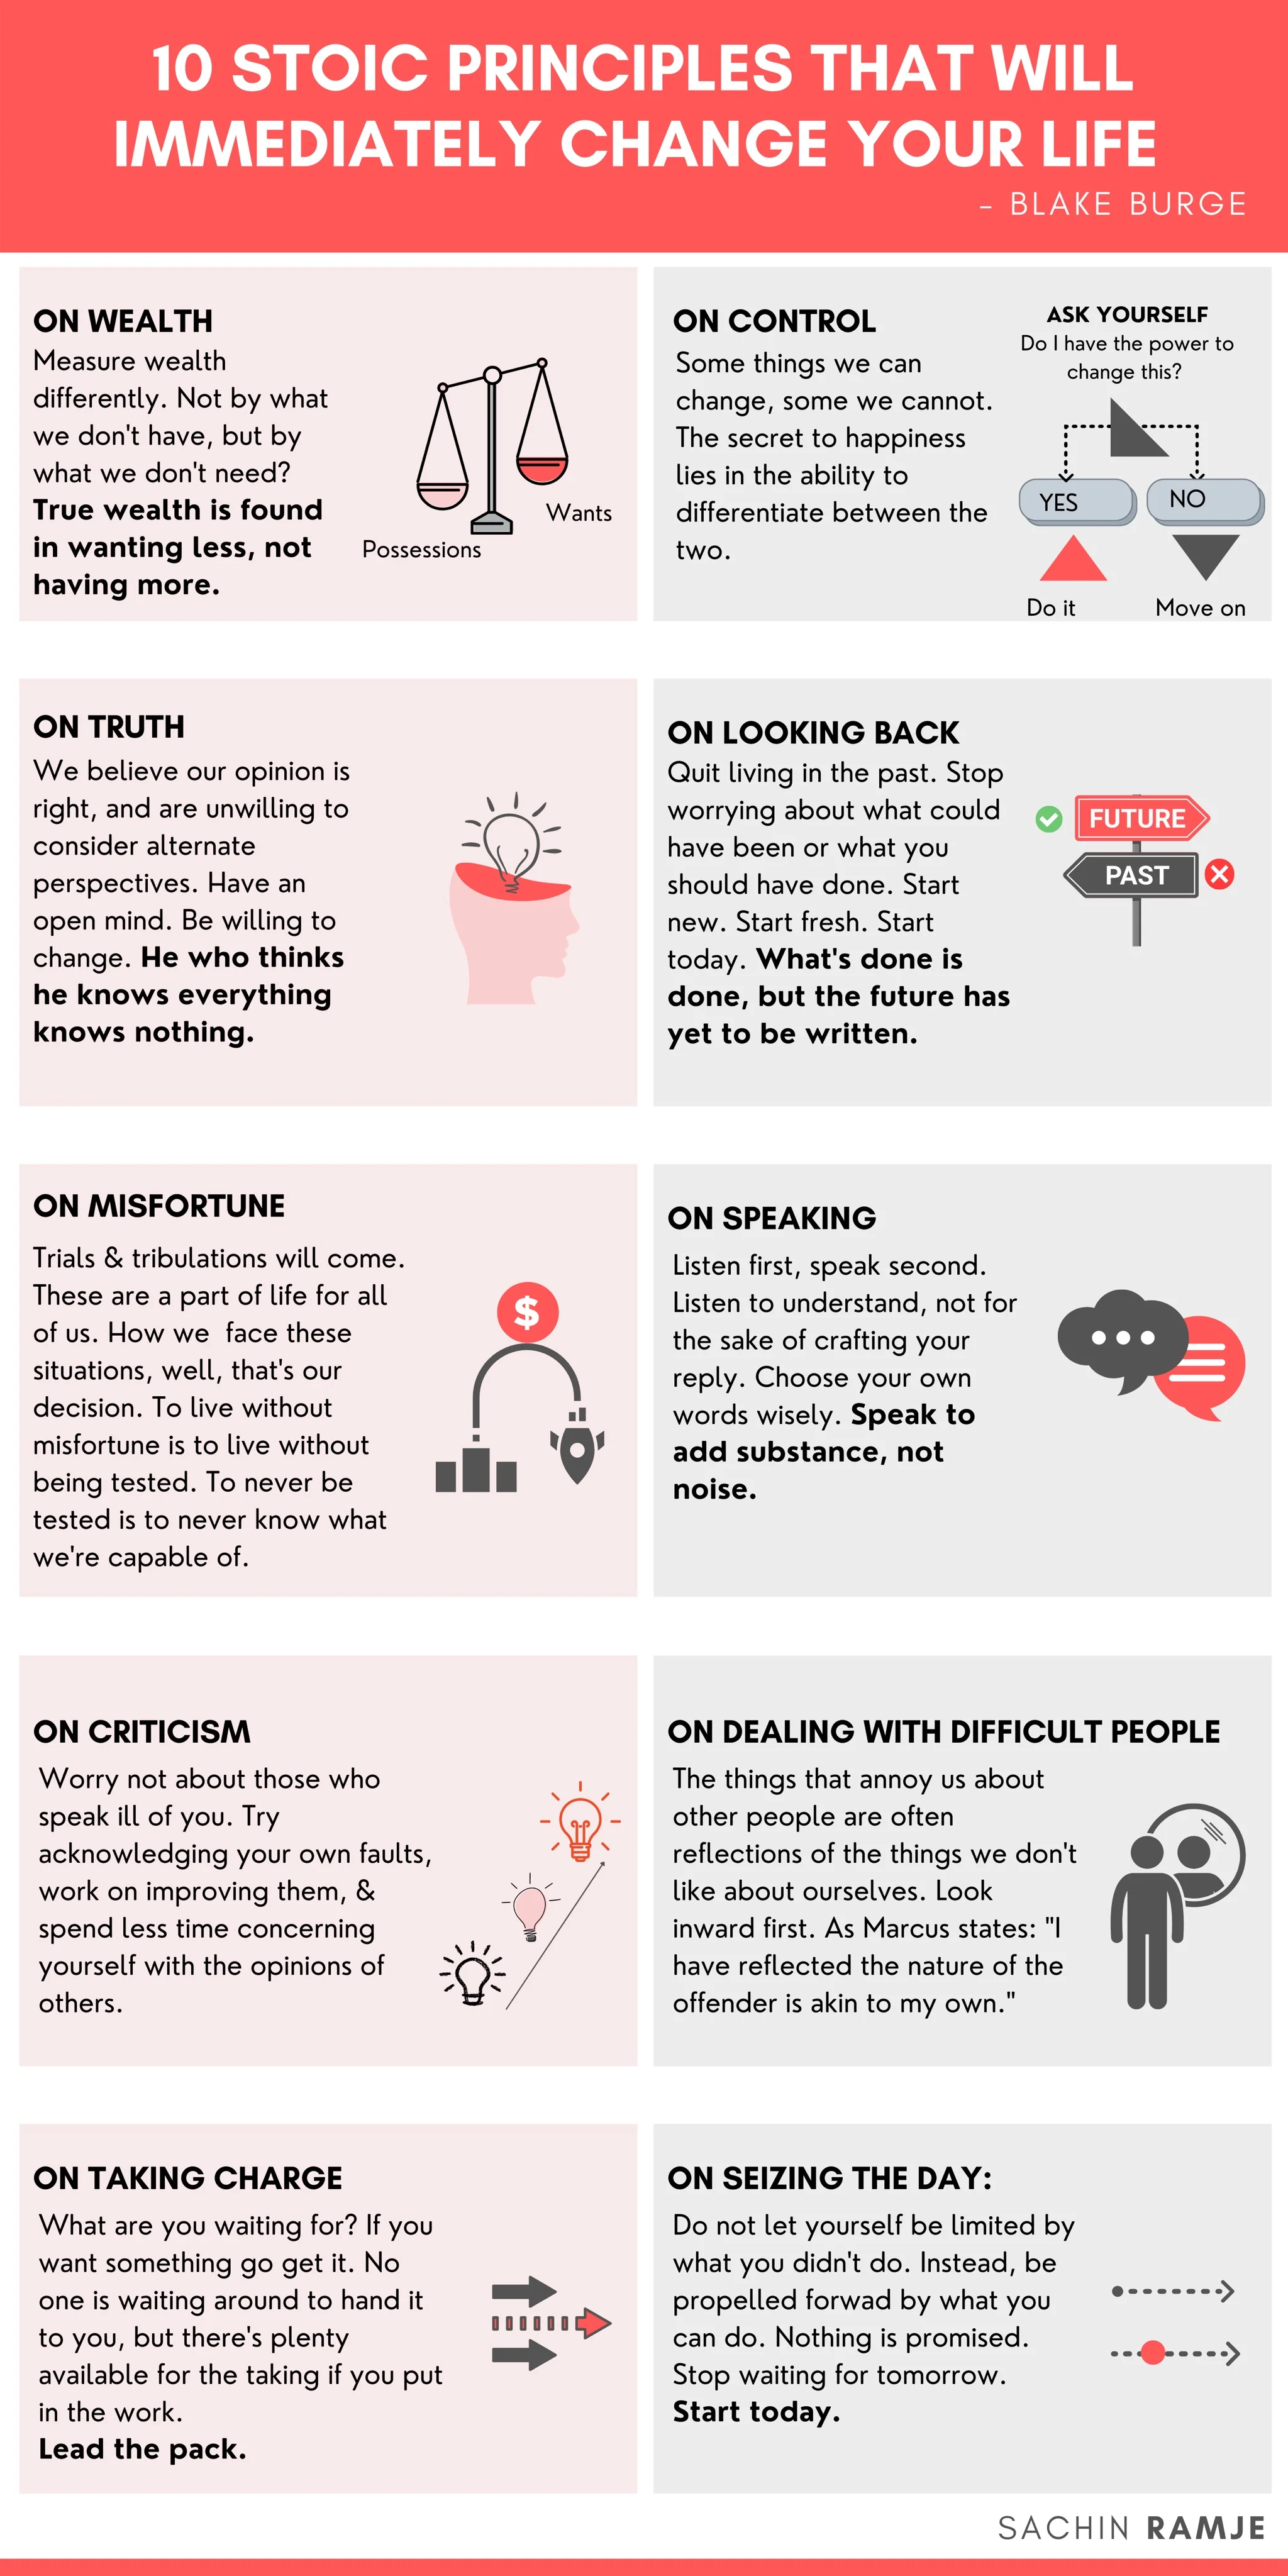 10 STOIC PRINCIPLES THAT WILL
IMMEDIATELY CHANGE YOUR LIFE
– BLAKE BURGE
ON WEALTH
Measure wealth
differently. Not by what
we don't have, but by
what we don't need?
True wealth is found
in wanting less, not
having more.
Wants
Possessions
ON CONTROL
Some things we can
change, some we cannot.
The secret to happiness
lies in the ability to
differentiate between the
two.
ASK YOURSELF
Do I have the power to
change this?
YES
NO
Do it
Move on
ON TRUTH
We believe our opinion is
right, and are unwilling to
consider alternate
perspectives. Have an
open mind. Be willing to
change. He who thinks
he knows everything
knows nothing.
ON LOOKING BACK
Quit living in the past. Stop
worrying about what could
have been or what you
should have done. Start
new. Start fresh. Start
today. What's done is
done, but the future has
yet to be written.
FUTURE
PAST
ON MISFORTUNE
Trials & tribulations will come.
These are a part of life for all
of us. How we  face these
situations, well, that's our
decision. To live without
misfortune is to live without
being tested. To never be
tested is to never know what
we're capable of.
$
ON SPEAKING
Listen first, speak second.
Listen to understand, not for
the sake of crafting your
reply. Choose your own
words wisely. Speak to
add substance, not
noise.
ON CRITICISM
Worry not about those who
speak ill of you. Try
acknowledging your own faults,
work on improving them, &
spend less time concerning
yourself with the opinions of
others.
ON DEALING WITH DIFFICULT PEOPLE
The things that annoy us about
other people are often
reflections of the things we don't
like about ourselves. Look
inward first. As Marcus states: "I
have reflected the nature of the
offender is akin to my own."
ON TAKING CHARGE
What are you waiting for? If you
want something go get it. No
one is waiting around to hand it
to you, but there's plenty
available for the taking if you put
in the work.
Lead the pack.
ON SEIZING THE DAY:
Do not let yourself be limited by
what you didn't do. Instead, be
propelled forwad by what you
can do. Nothing is promised.
Stop waiting for tomorrow.
Start today.
SACHIN RAMJE